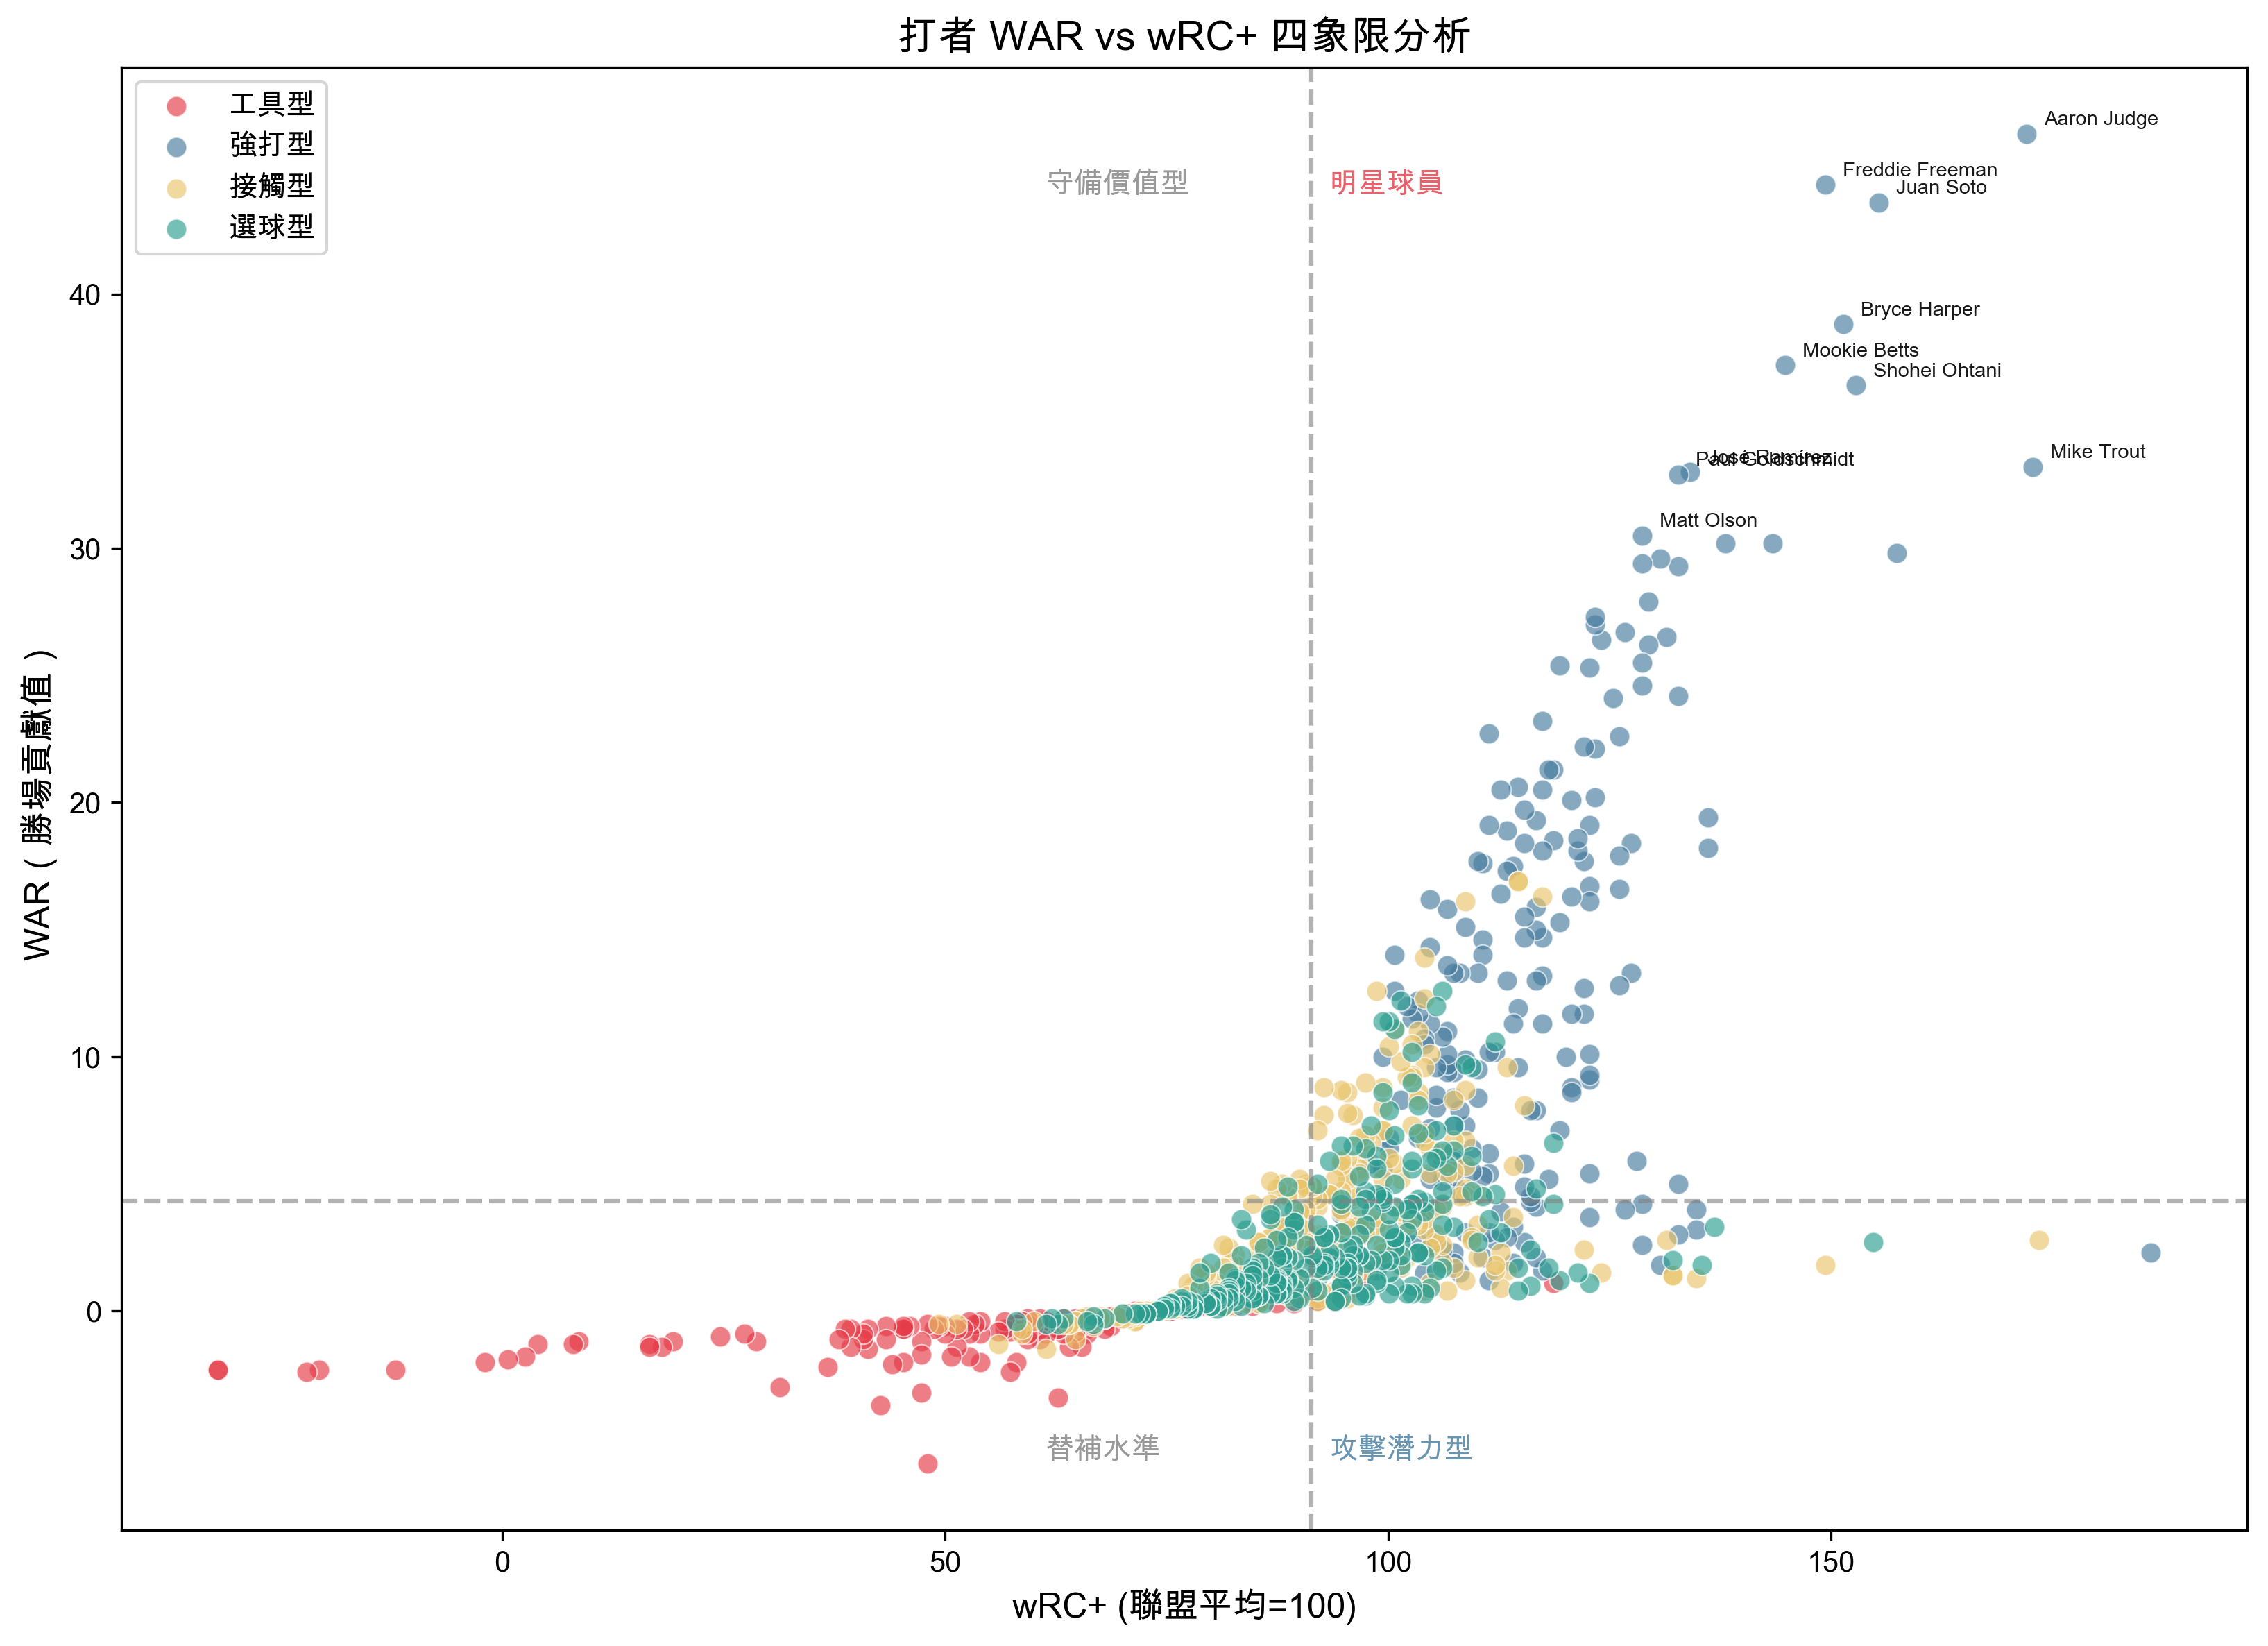 打者 WAR vs wRC+ 四象限分析
工具型
強打型
接觸型
選球型
守備價值型
明星球員
Aaron Judge
Freddie Freeman
Juan Soto
Bryce Harper
Mookie Betts
Shohei Ohtani
José Ramírez
Paul Goldschmidt
Mike Trout
Matt Olson
替補水準
攻擊潛力型
WAR ( 勝場貢獻值 )
40
30
20
10
0
0
50
100
150
wRC+ (聯盟平均=100)